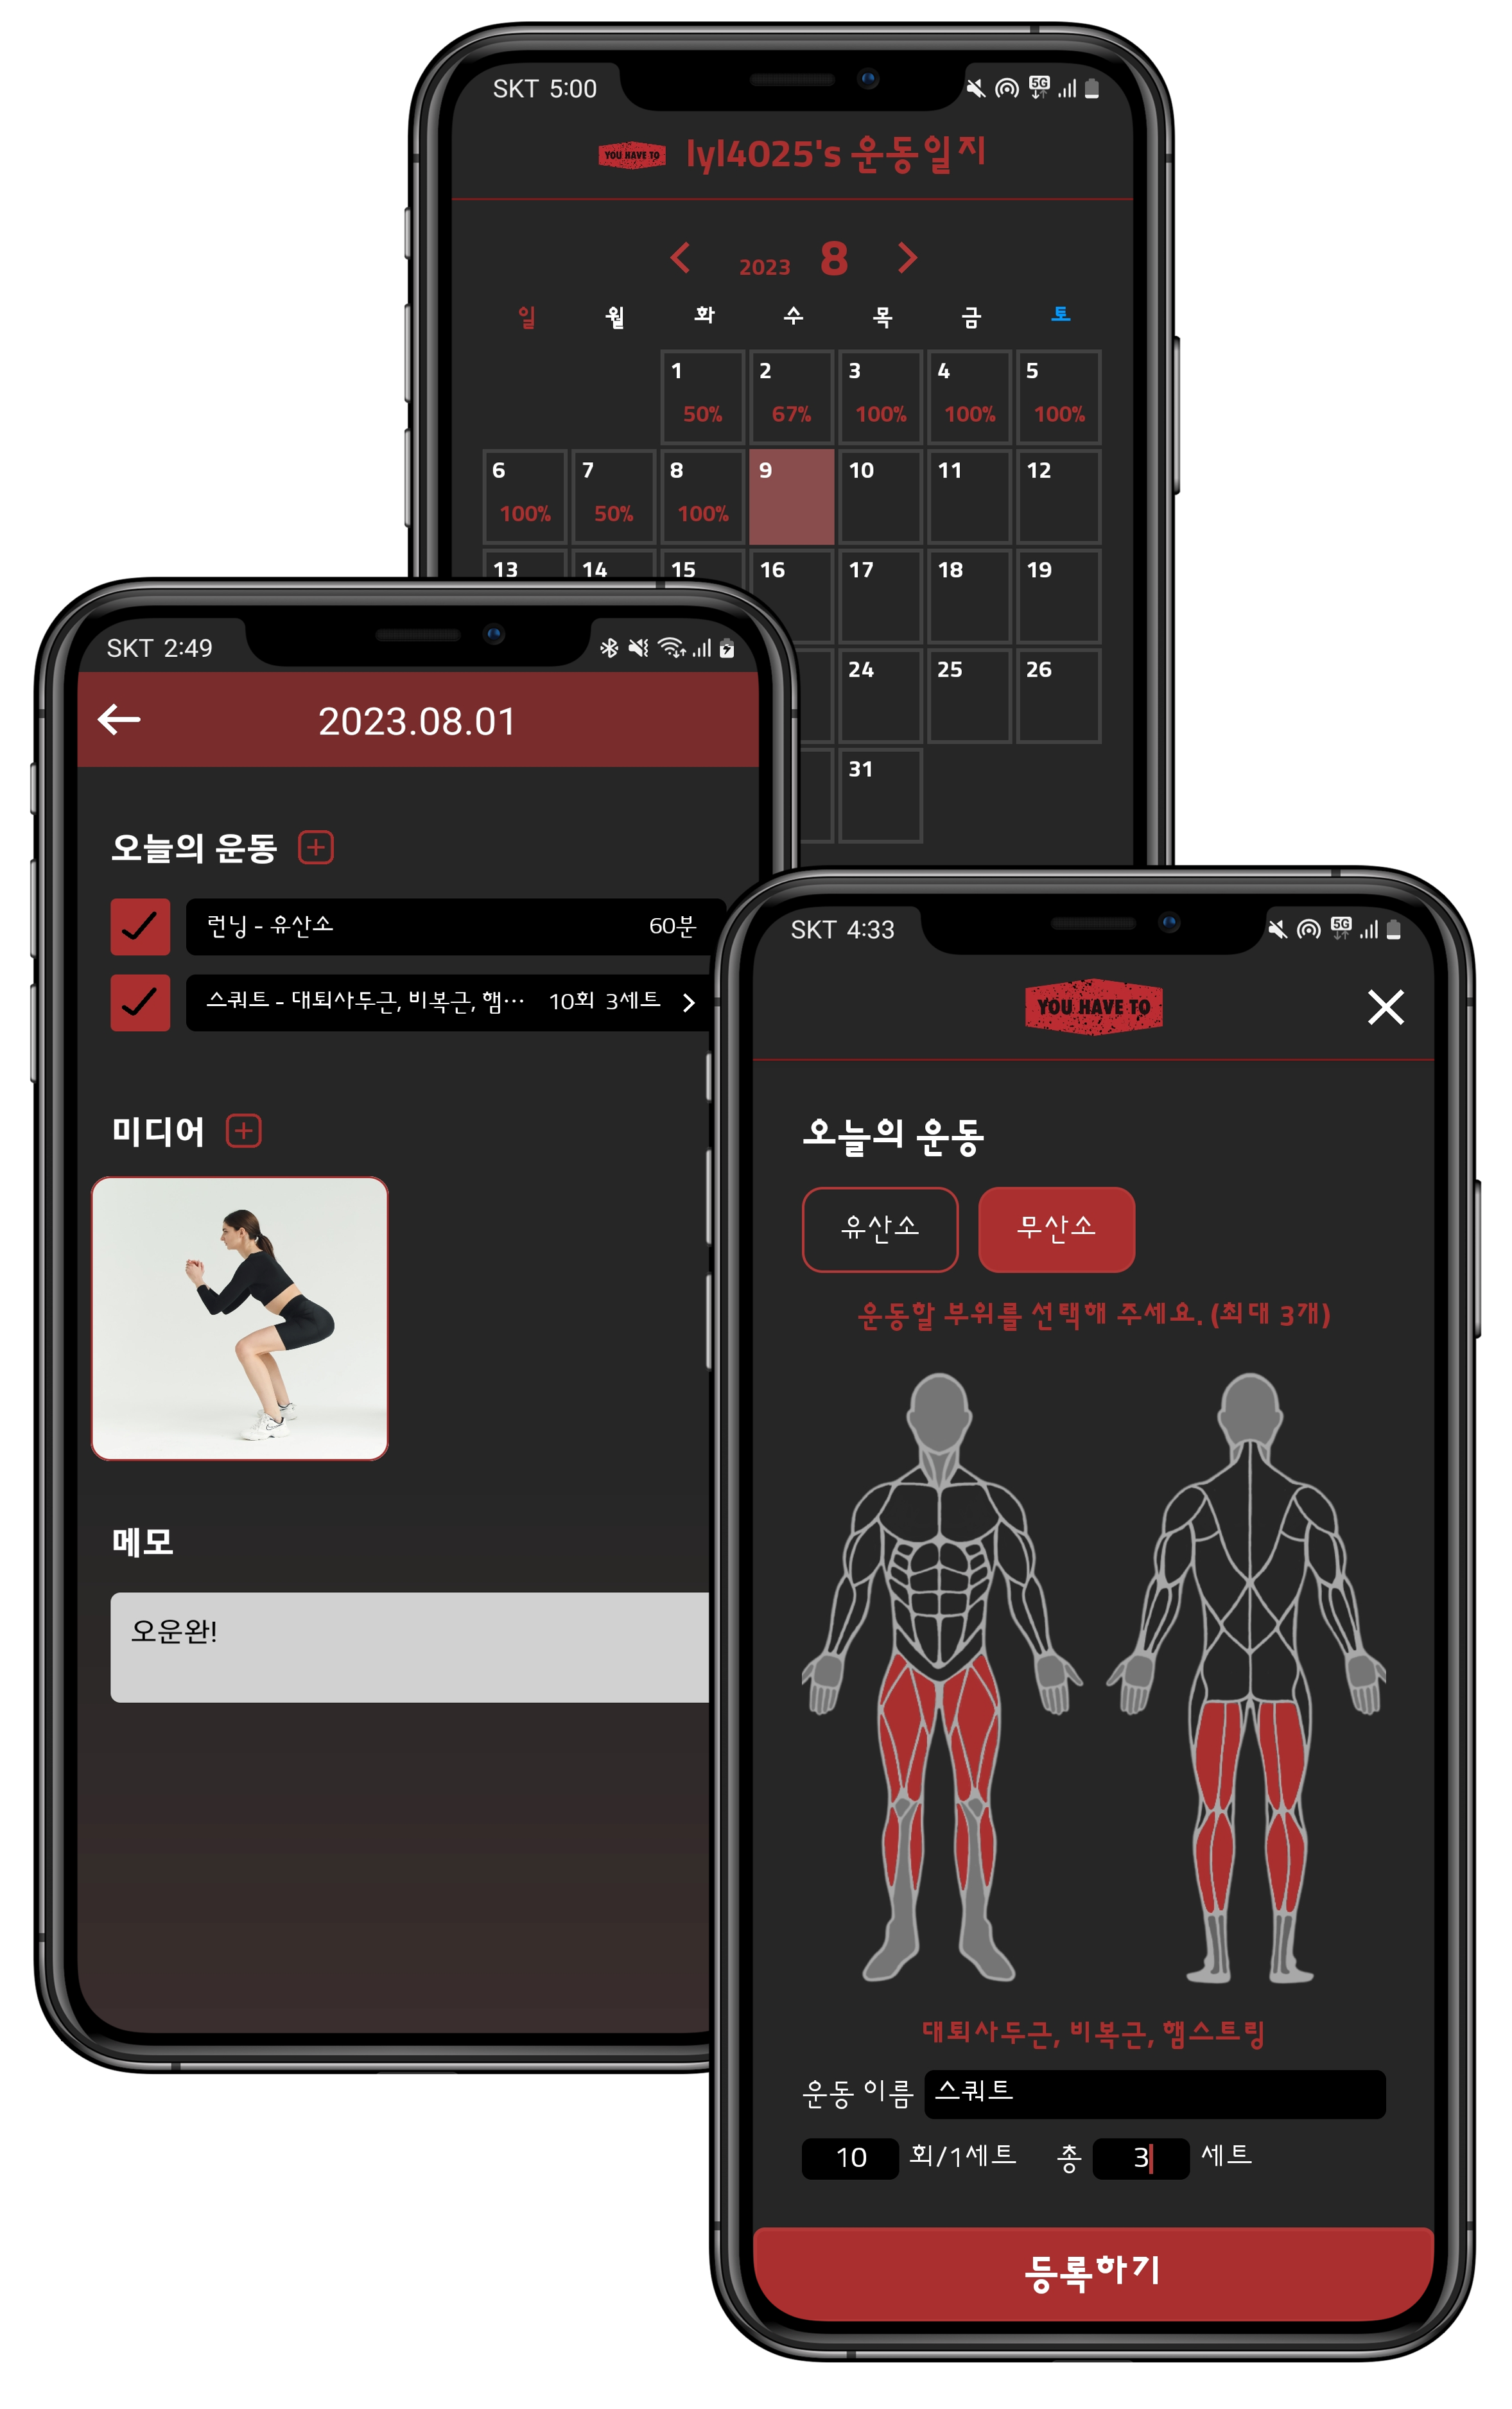 SKT 5:00
5G
YOU HAVE TO lyl4025's 운동일지
2023 8
일 월 화 수 목 금 토
1 2 3 4 5
50% 67% 100% 100% 100%
6 7 8 9 10 11 12
100% 50% 100%
13 14 15 16 17 18 19
24 25 26
31
SKT 2:49
2023.08.01
오늘의 운동
런닝 - 유산소 60분
스쿼트 - 대퇴사두근, 비복근, 햄… 10회 3세트
미디어
메모
오운완!
SKT 4:33
5G
YOU HAVE TO
오늘의 운동
유산소 무산소
운동할 부위를 선택해 주세요. (최대 3개)
대퇴사두근, 비복근, 햄스트링
운동 이름 스쿼트
10 회/1세트 총 3 세트
등록하기